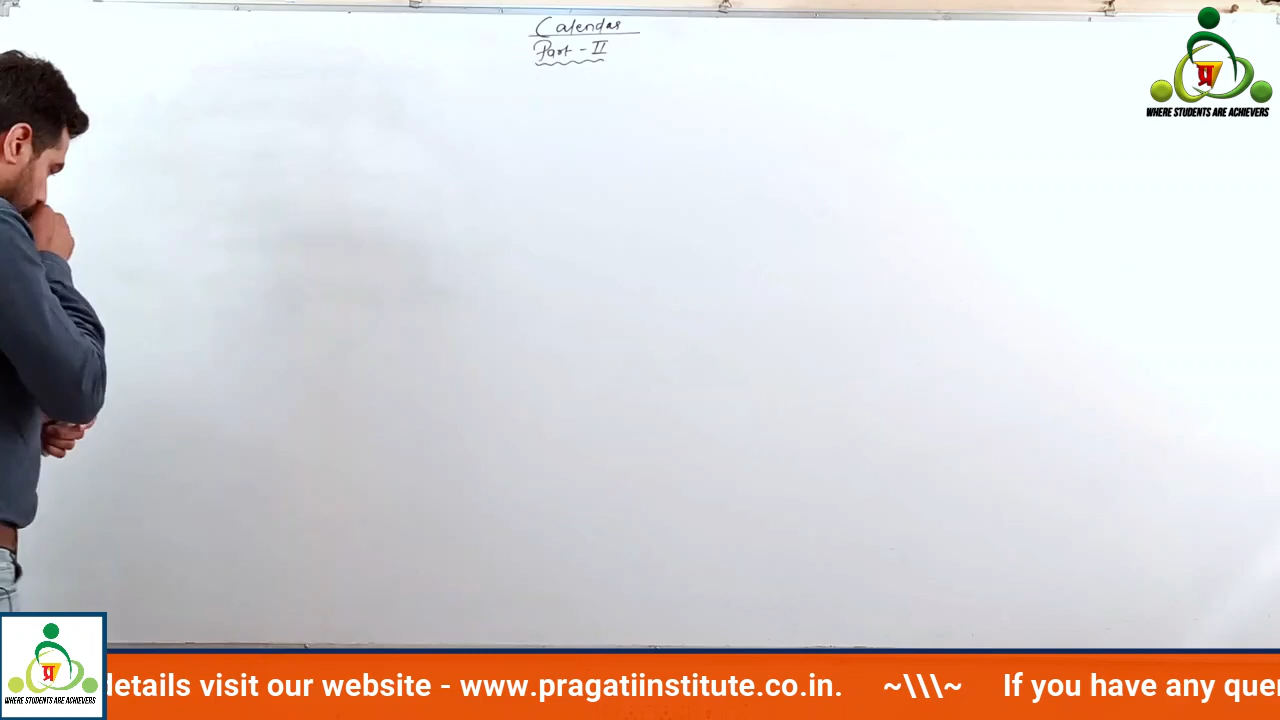 Calendar
Part - II
प्र
WHERE STUDENTS ARE ACHIEVERS
प्र
WHERE STUDENTS ARE ACHIEVERS
details visit our website - www.pragatiinstitute.co.in. ~\\\~ If you have any quer